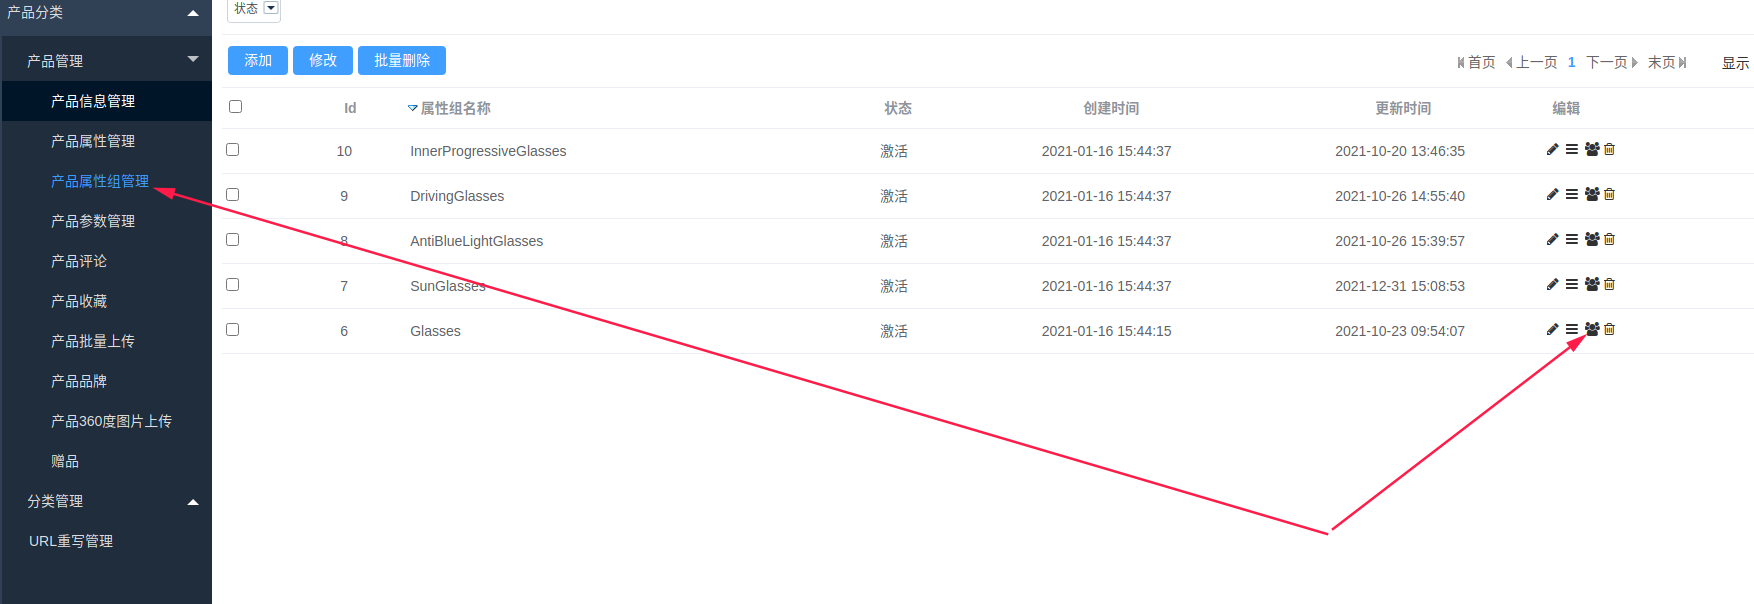 产品分类
产品管理
产品信息管理
产品属性管理
产品属性组管理
产品参数管理
产品评论
产品收藏
产品批量上传
产品品牌
产品360度图片上传
赠品
分类管理
URL重写管理
状态
添加 修改 批量删除 首页 上一页 1 下一页 末页 显示
Id 属性组名称 状态 创建时间 更新时间 编辑
10 InnerProgressiveGlasses 激活 2021-01-16 15:44:37 2021-10-20 13:46:35
9 DrivingGlasses 激活 2021-01-16 15:44:37 2021-10-26 14:55:40
8 AntiBlueLightGlasses 激活 2021-01-16 15:44:37 2021-10-26 15:39:57
7 SunGlasses 激活 2021-01-16 15:44:37 2021-12-31 15:08:53
6 Glasses 激活 2021-01-16 15:44:15 2021-10-23 09:54:07